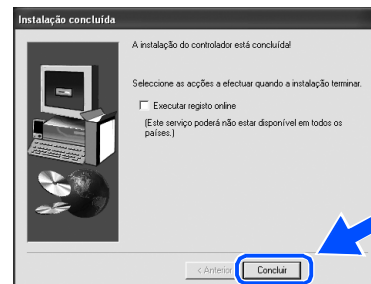 Instalação concluída
A instalação do controlador está concluída!
Seleccione as acções a efectuar quando a instalação terminar.
Executar registo online
(Este serviço poderá não estar disponível em todos os
países.)
< Anterior
Concluir